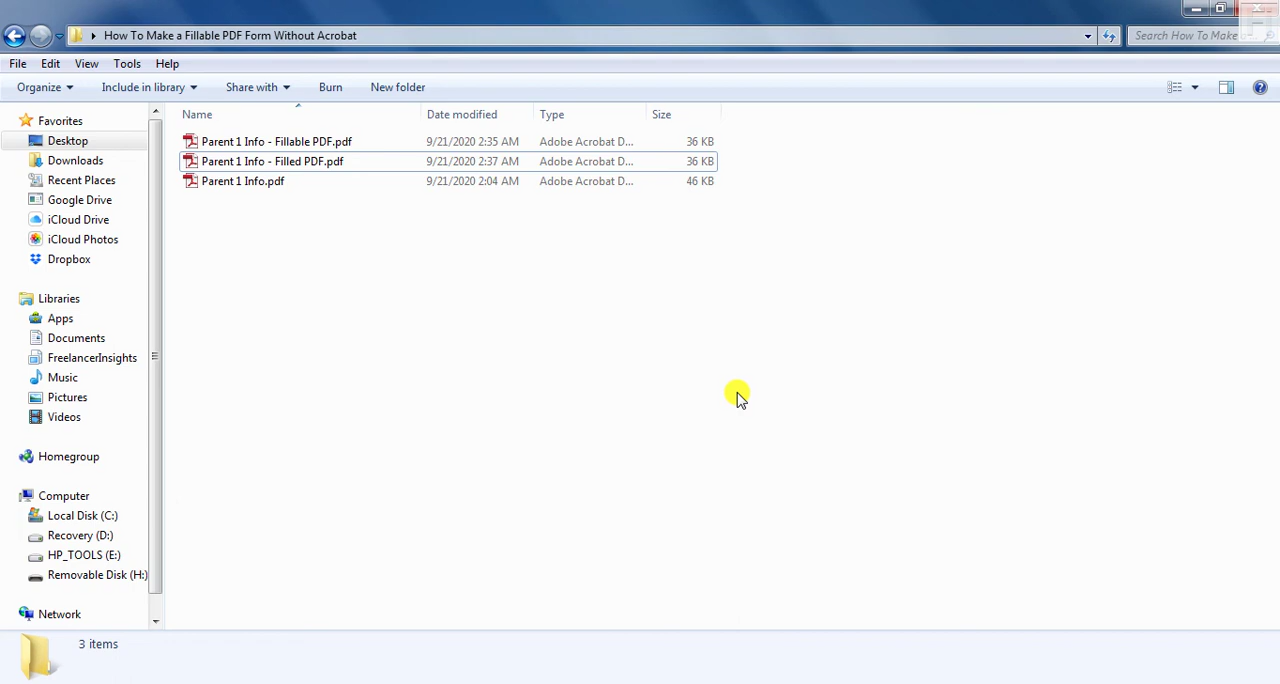 How To Make a Fillable PDF Form Without Acrobat
Search How To Make
File Edit View Tools Help
Organize Include in library Share with Burn New folder
Name Date modified Type Size
Parent 1 Info - Fillable PDF.pdf 9/21/2020 2:35 AM Adobe Acrobat D... 36 KB
Parent 1 Info - Filled PDF.pdf 9/21/2020 2:37 AM Adobe Acrobat D... 36 KB
Parent 1 Info.pdf 9/21/2020 2:04 AM Adobe Acrobat D... 46 KB
Favorites
Desktop
Downloads
Recent Places
Google Drive
iCloud Drive
iCloud Photos
Dropbox
Libraries
Apps
Documents
FreelancerInsights
Music
Pictures
Videos
Homegroup
Computer
Local Disk (C:)
Recovery (D:)
HP_TOOLS (E:)
Removable Disk (H:)
Network
3 items